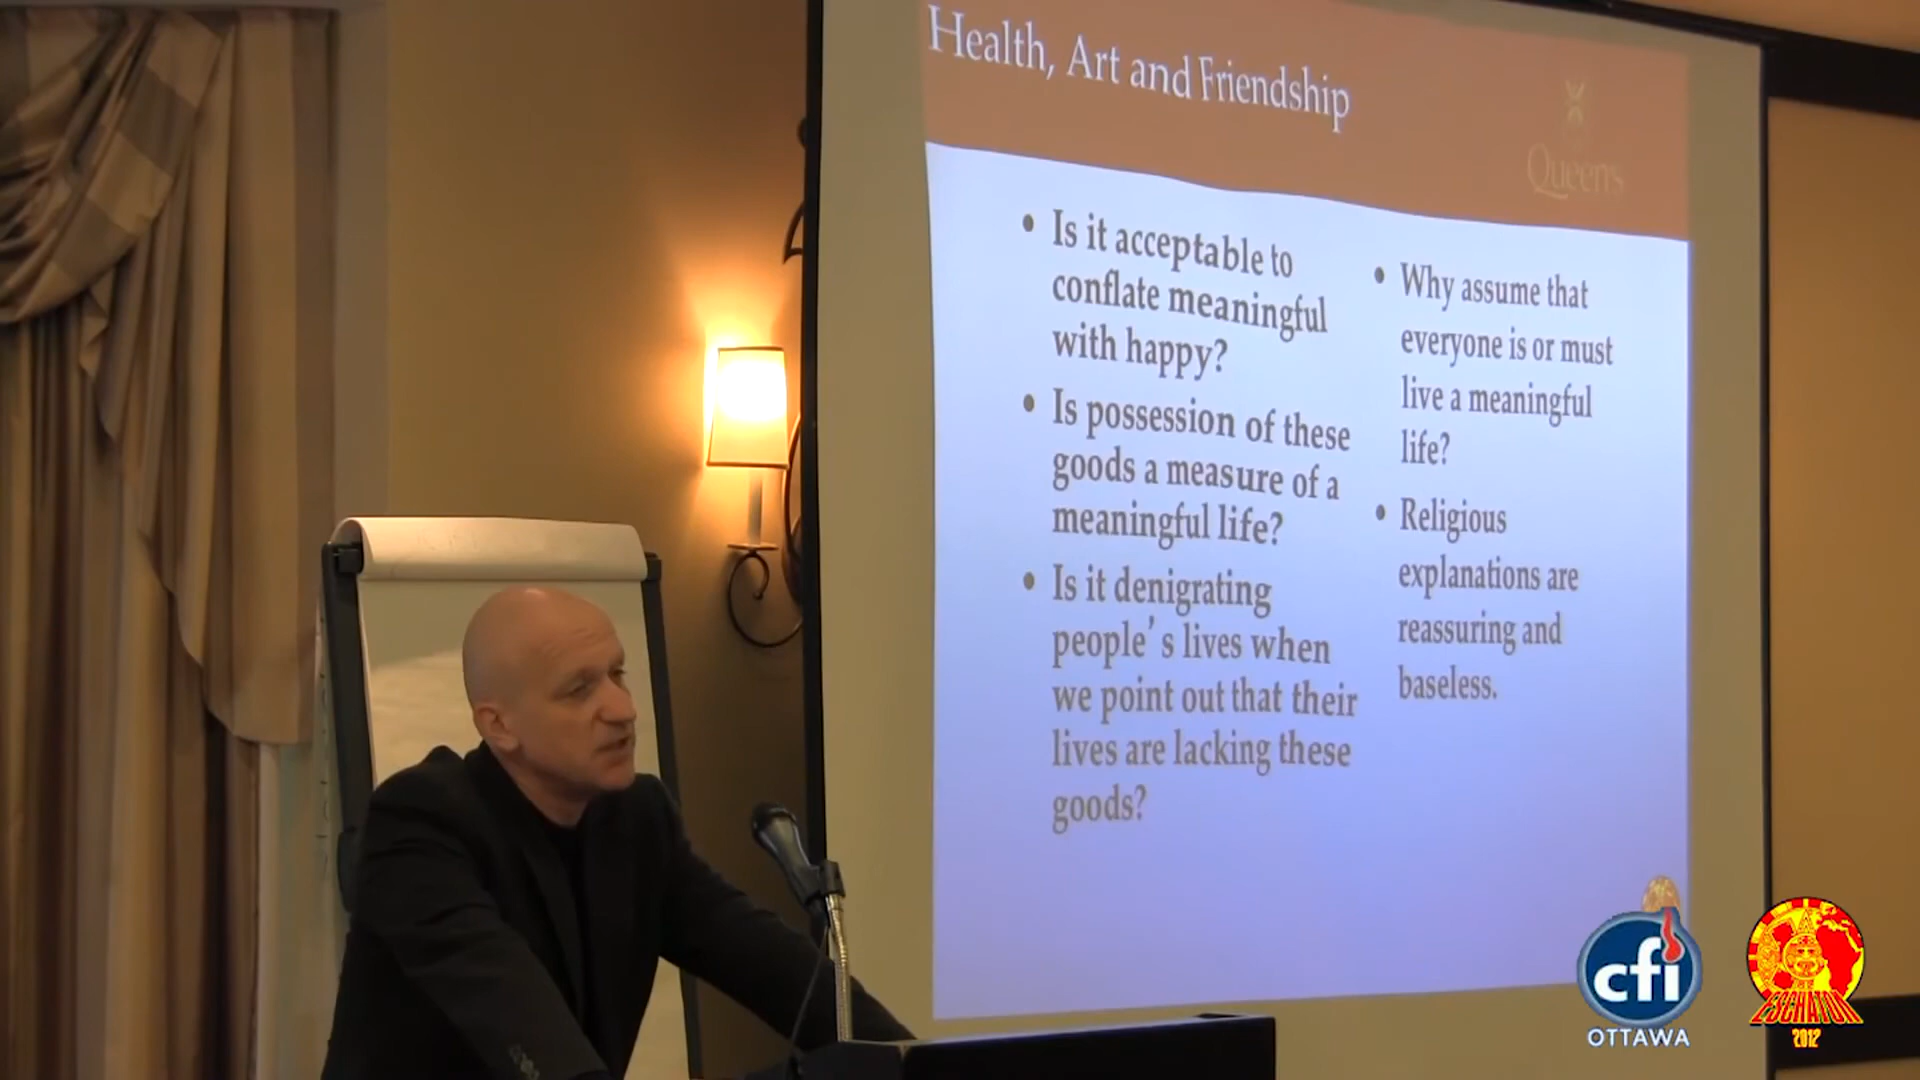 Health, Art and Friendship
Queen's
• Is it acceptable to
conflate meaningful
with happy?
• Is possession of these
goods a measure of a
meaningful life?
• Is it denigrating
people's lives when
we point out that their
lives are lacking these
goods?
• Why assume that
everyone is or must
live a meaningful
life?
• Religious
explanations are
reassuring and
baseless.
cfi
OTTAWA
ESCHATON
2012